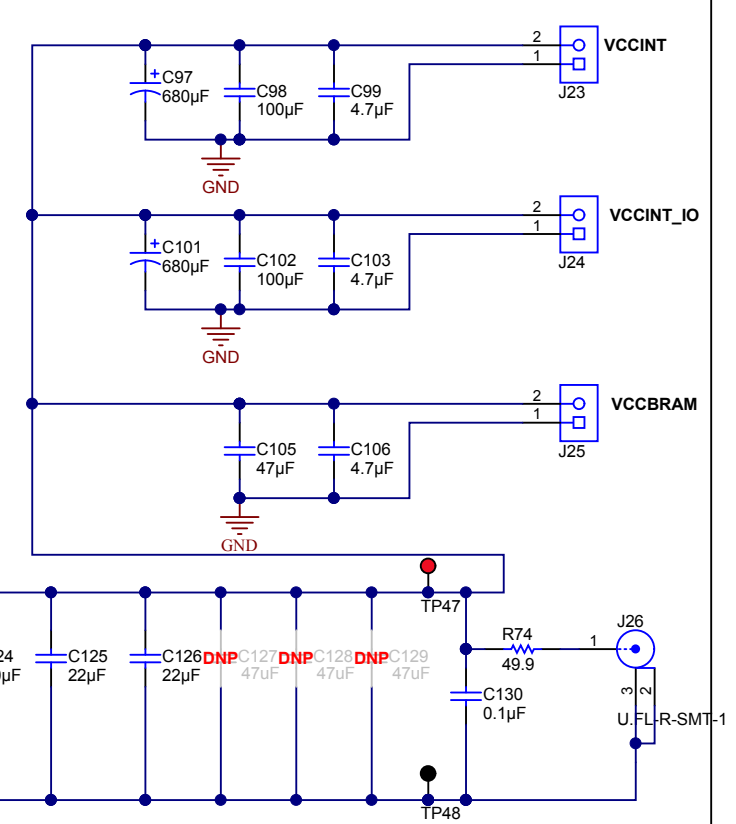 2
VCCINT
1
J23
+
C97
680µF
C98
100µF
C99
4.7µF
GND
2
VCCINT_IO
1
J24
+
C101
680µF
C102
100µF
C103
4.7µF
GND
2
VCCBRAM
1
J25
C105
47µF
C106
4.7µF
GND
TP47
24
µF
C125
22µF
C126
22µF
DNP C127
47uF
DNP C128
47uF
DNP C129
47uF
R74
49.9
1
J26
C130
0.1µF
3
2
U.FL-R-SMT-1
TP48